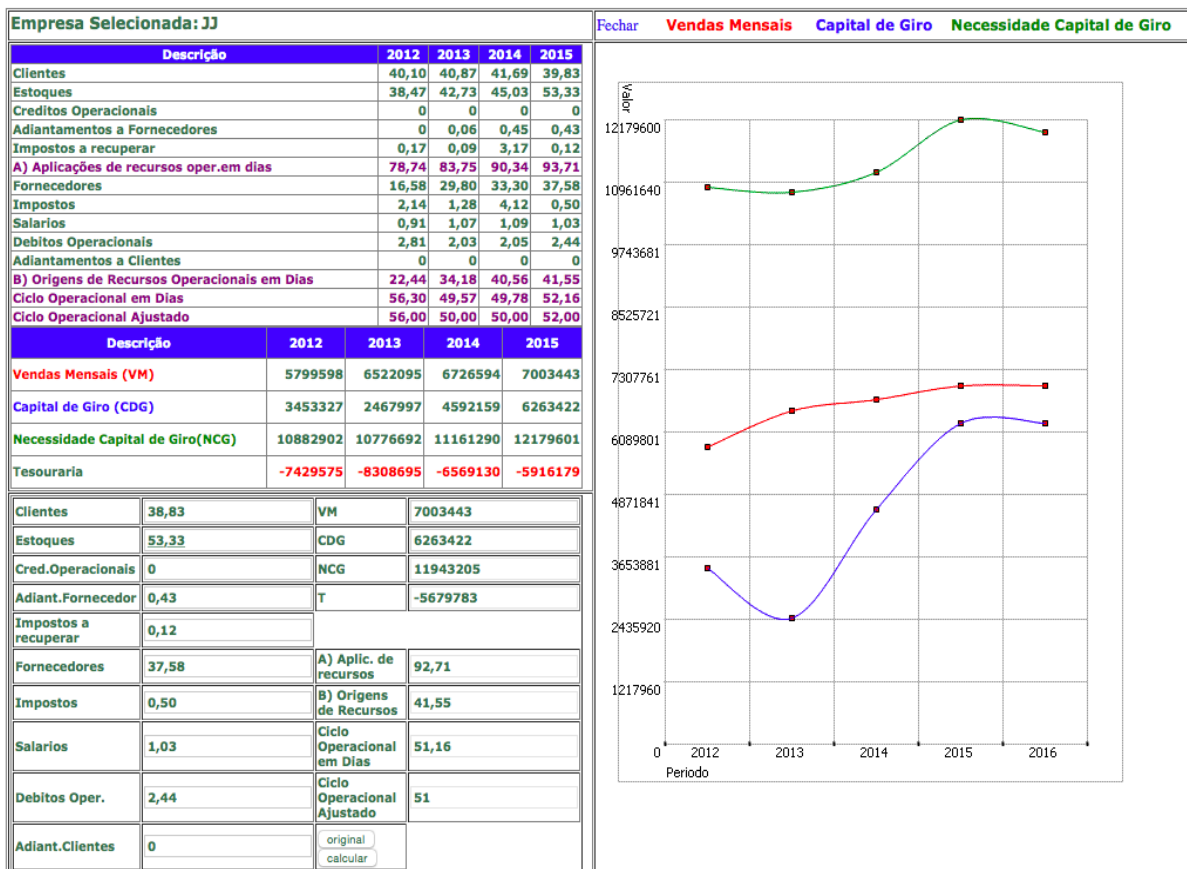 Empresa Selecionada: JJ
Descrição 2012 2013 2014 2015
Clientes 40,10 40,87 41,69 39,83
Estoques 38,47 42,73 45,03 53,33
Creditos Operacionais 0 0 0 0
Adiantamentos a Fornecedores 0 0,06 0,45 0,43
Impostos a recuperar 0,17 0,09 3,17 0,12
A) Aplicações de recursos oper.em dias 78,74 83,75 90,34 93,71
Fornecedores 16,58 29,80 33,30 37,58
Impostos 2,14 1,28 4,12 0,50
Salarios 0,91 1,07 1,09 1,03
Debitos Operacionais 2,81 2,03 2,05 2,44
Adiantamentos a Clientes 0 0 0 0
B) Origens de Recursos Operacionais em Dias 22,44 34,18 40,56 41,55
Ciclo Operacional em Dias 56,30 49,57 49,78 52,16
Ciclo Operacional Ajustado 56,00 50,00 50,00 52,00
Descrição 2012 2013 2014 2015
Vendas Mensais (VM) 5799598 6522095 6726594 7003443
Capital de Giro (CDG) 3453327 2467997 4592159 6263422
Necessidade Capital de Giro(NCG) 10882902 10776692 11161290 12179601
Tesouraria -7429575 -8308695 -6569130 -5916179
Clientes 38,83 VM 7003443
Estoques 53,33 CDG 6263422
Cred.Operacionais 0 NCG 11943205
Adiant.Fornecedor 0,43 T -5679783
Impostos a
recuperar 0,12
Fornecedores 37,58 A) Aplic. de
recursos 92,71
Impostos 0,50 B) Origens
de Recursos 41,55
Salarios 1,03 Ciclo
Operacional
em Dias 51,16
Debitos Oper. 2,44 Ciclo
Operacional
Ajustado 51
Adiant.Clientes 0 original
calcular
Fechar Vendas Mensais Capital de Giro Necessidade Capital de Giro
Valor
12179600
10961640
9743681
8525721
7307761
6089801
4871841
3653881
2435920
1217960
0 2012 2013 2014 2015 2016
Periodo